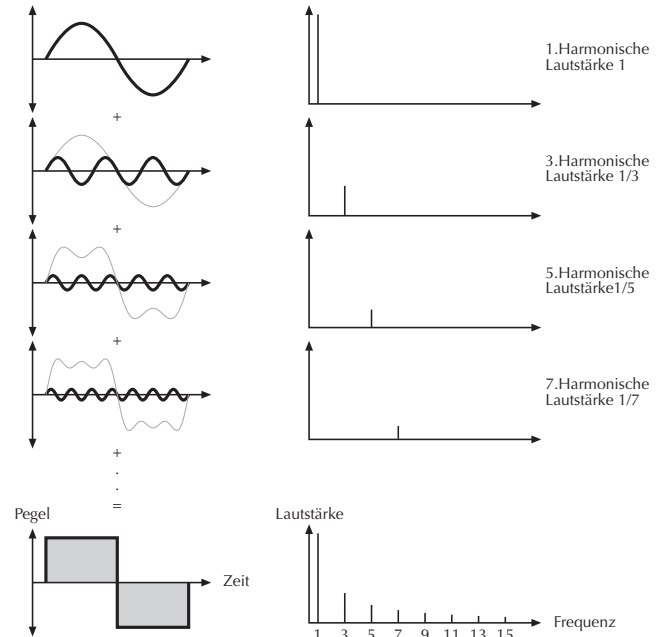 1.Harmonische
Lautstärke 1
+
3.Harmonische
Lautstärke 1/3
+
5.Harmonische
Lautstärke1/5
+
7.Harmonische
Lautstärke 1/7
+
.
.
=
Pegel
Zeit
Lautstärke
Frequenz
1 3 5 7 9 11 13 15